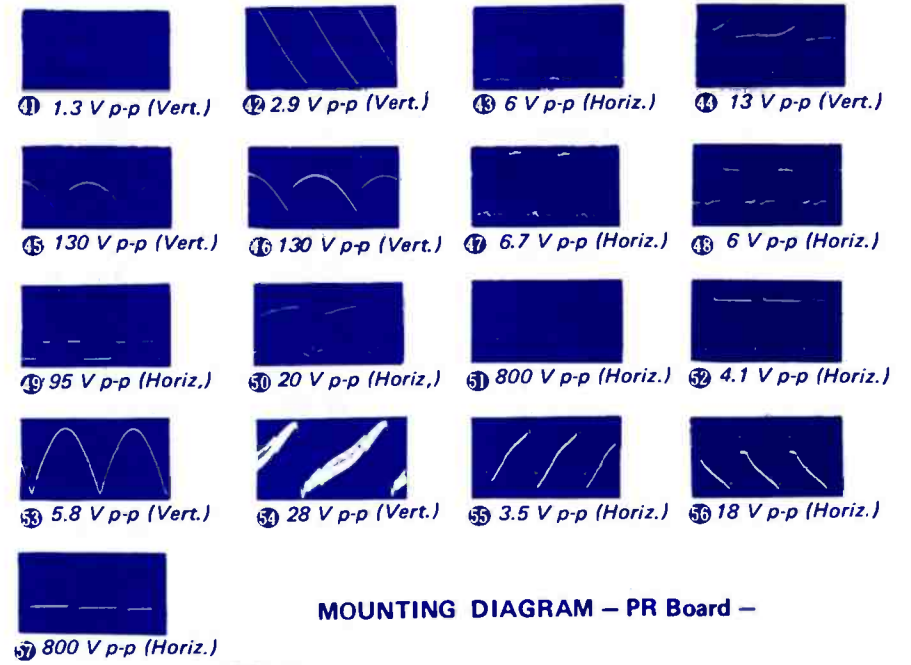 41 1.3 V p-p (Vert.)
42 2.9 V p-p (Vert.)
43 6 V p-p (Horiz.)
44 13 V p-p (Vert.)
45 130 V p-p (Vert.)
46 130 V p-p (Vert.)
47 6.7 V p-p (Horiz.)
48 6 V p-p (Horiz.)
49 95 V p-p (Horiz,)
50 20 V p-p (Horiz,)
51 800 V p-p (Horiz.)
52 4.1 V p-p (Horiz.)
53 5.8 V p-p (Vert.)
54 28 V p-p (Vert.)
55 3.5 V p-p (Horiz.)
56 18 V p-p (Horiz.)
57 800 V p-p (Horiz.)
MOUNTING DIAGRAM – PR Board –